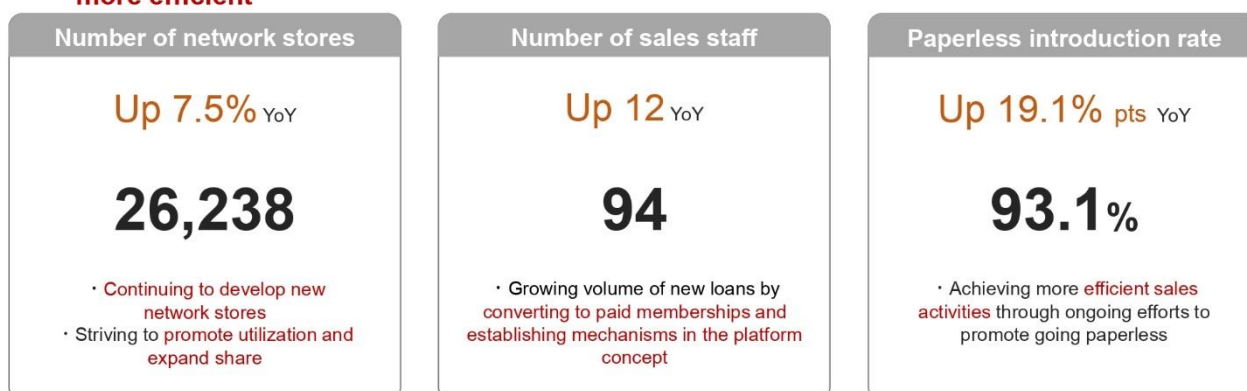 more efficient
Number of network stores
Up 7.5% YoY
26,238
・Continuing to develop new
network stores
・Striving to promote utilization and
expand share
Number of sales staff
Up 12 YoY
94
・Growing volume of new loans by
converting to paid memberships and
establishing mechanisms in the platform
concept
Paperless introduction rate
Up 19.1% pts YoY
93.1%
・Achieving more efficient sales
activities through ongoing efforts to
promote going paperless